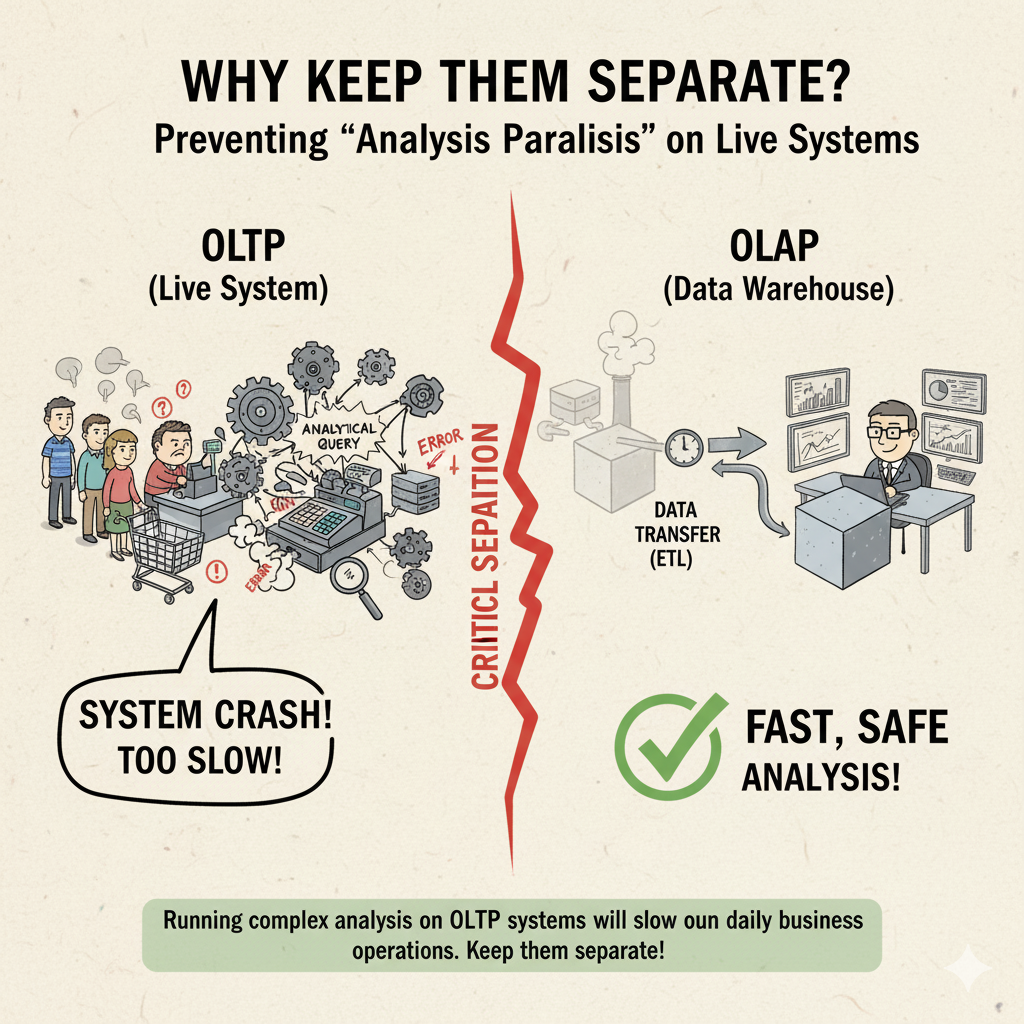 WHY KEEP THEM SEPARATE?
Preventing “Analysis Paralisis” on Live Systems
OLTP
(Live System)
OLAP
(Data Warehouse)
? ?
ANALYTICAL
QUERY
ERROR
ERROR
!
CRIITICL SEPAITION
DATA
TRANSFER
(ETL)
SYSTEM CRASH!
TOO SLOW!
FAST, SAFE
ANALYSIS!
Running complex analysis on OLTP systems will slow oun daily business
operations. Keep them separate!